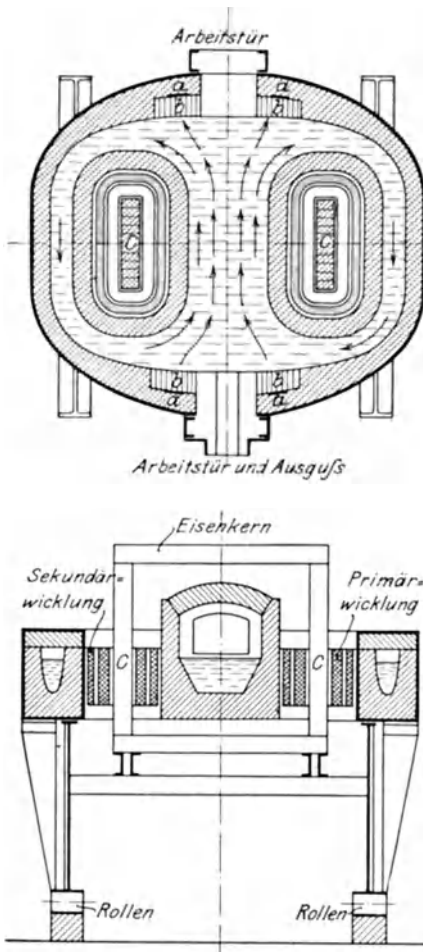 Arbeitstür
a a
b b
C C
b b
a a
Arbeitstür und Ausguſs
Eisenkern
Sekundär=
wicklung
Primär=
wicklung
C C
Rollen Rollen